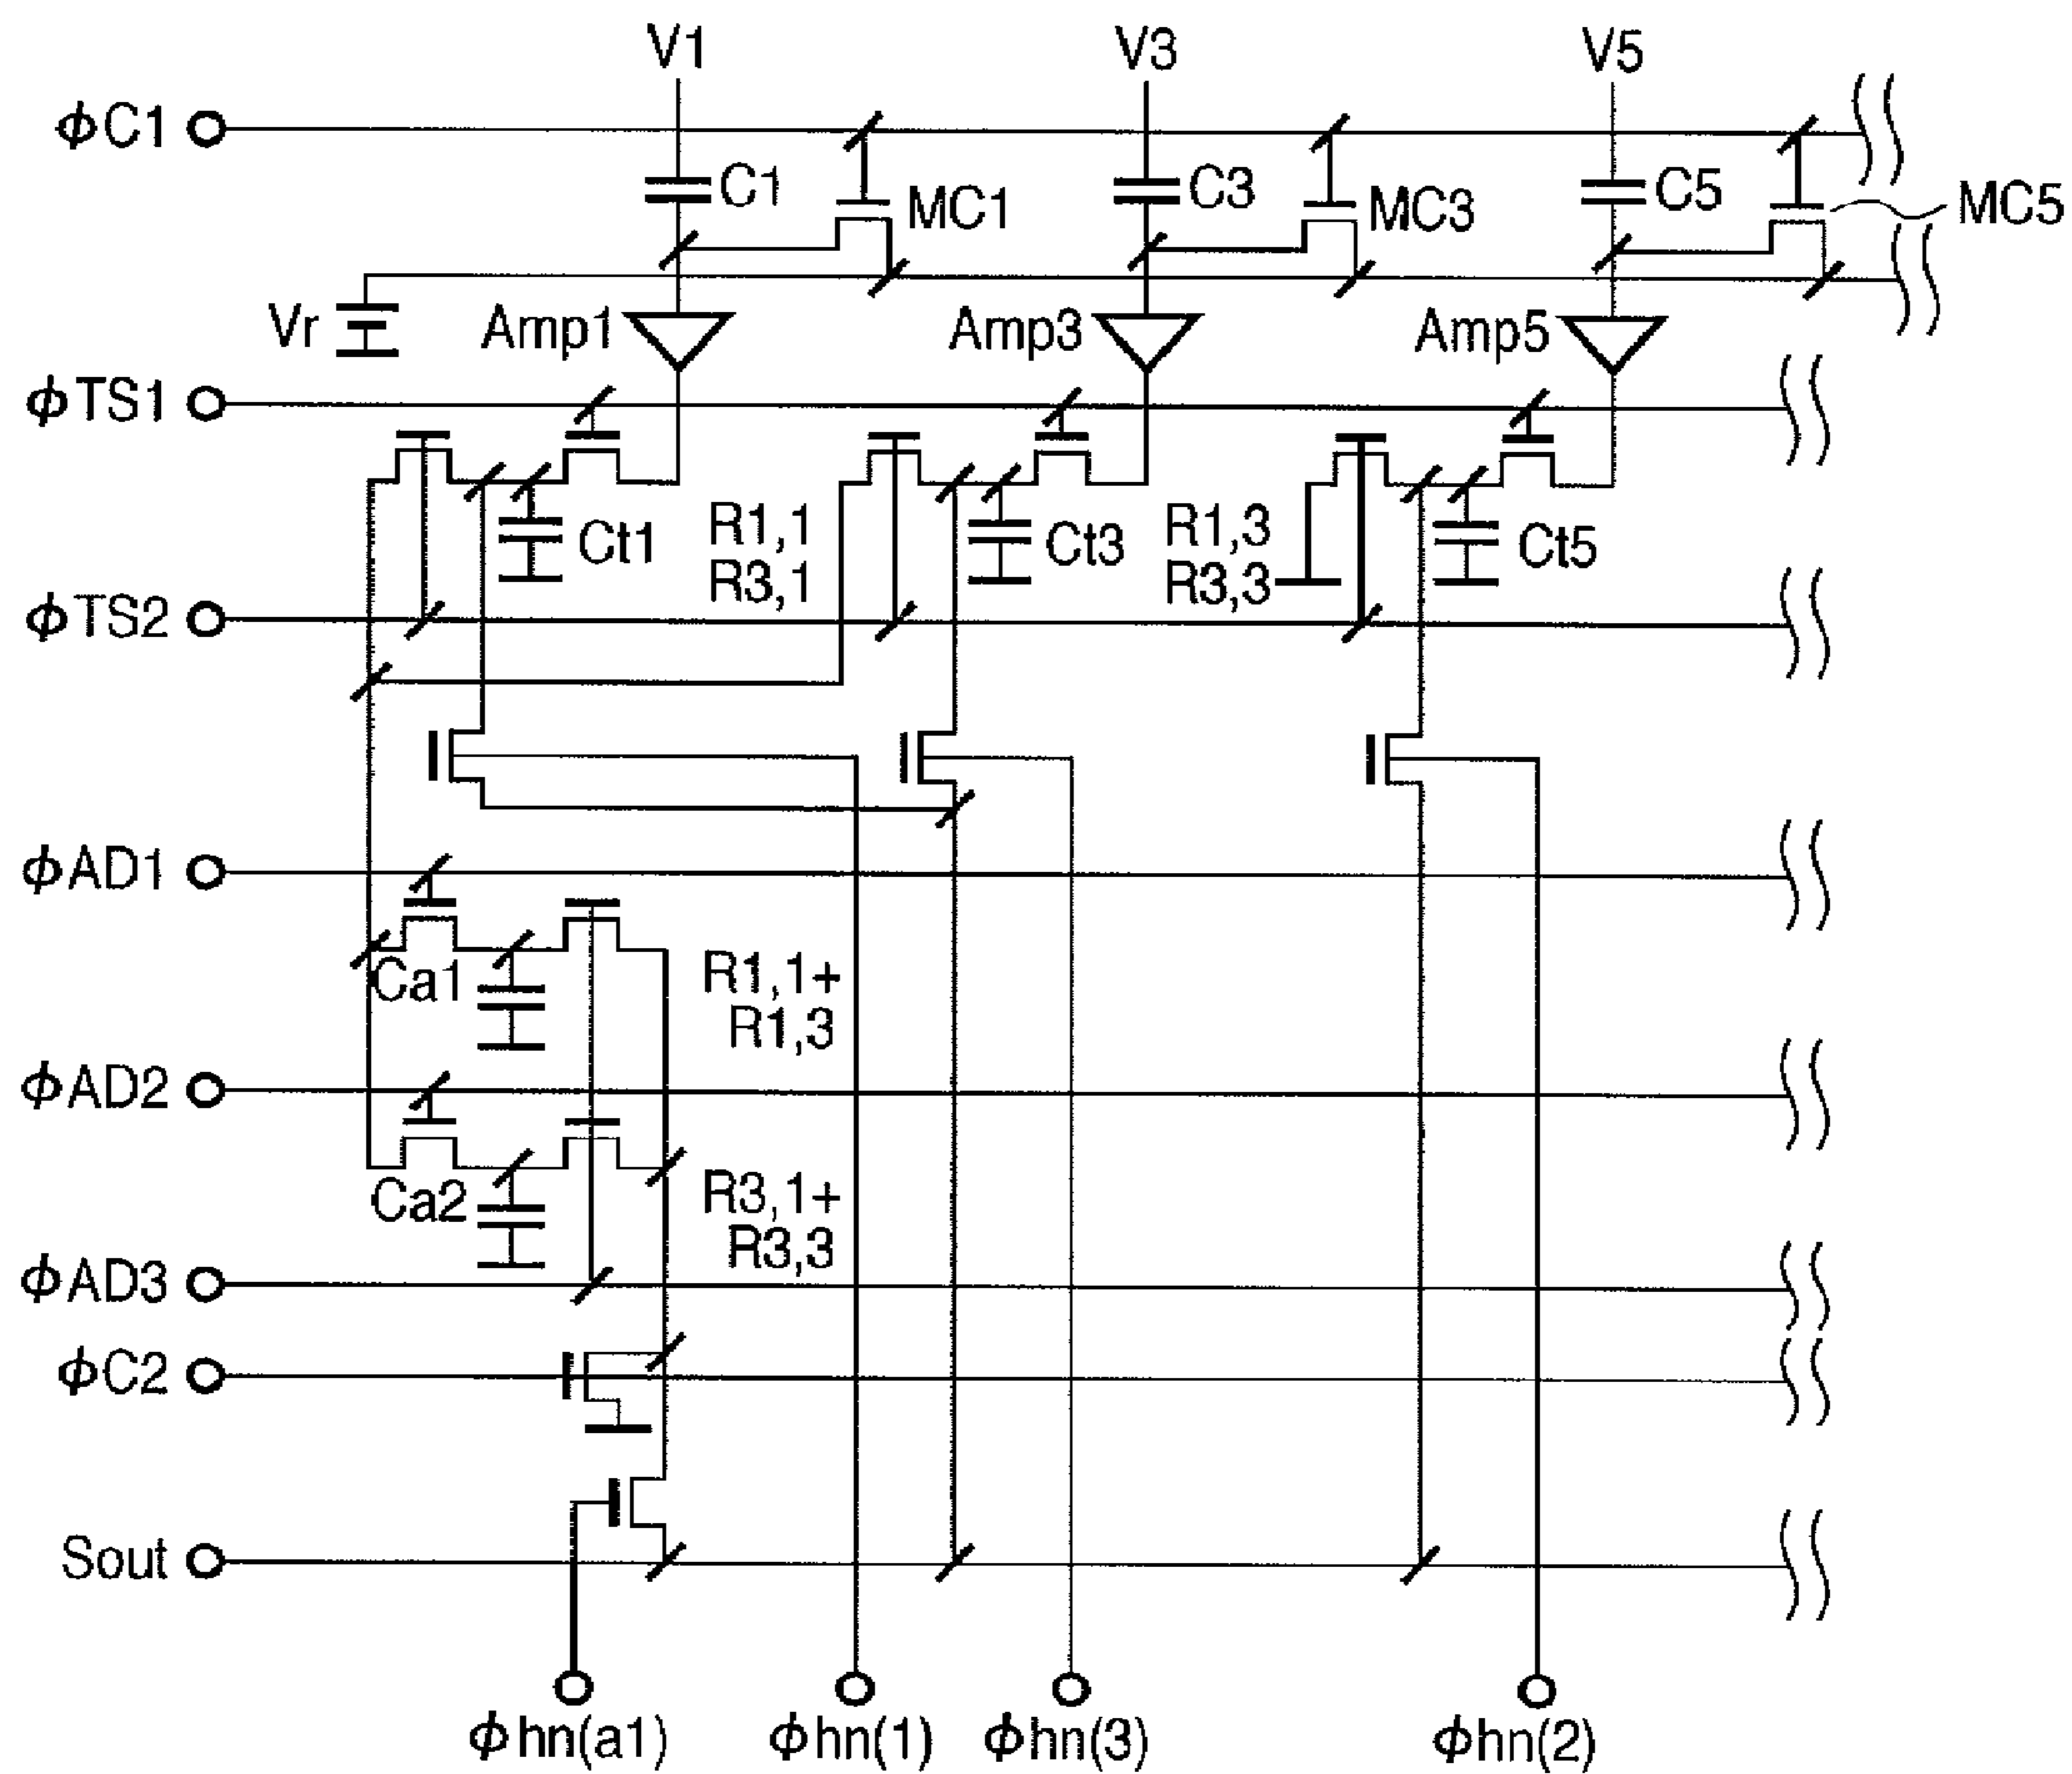 V1 V3 V5
ϕC1
C1 MC1 C3 MC3 C5 MC5
Vr Amp1 Amp3 Amp5
ϕTS1
Ct1 R1,1 Ct3 R1,3 Ct5
R3,1 R3,3
ϕTS2
ϕAD1
Ca1 R1,1+
R1,3
ϕAD2
Ca2 R3,1+
R3,3
ϕAD3
ϕC2
Sout
ϕhn(a1) ϕhn(1) ϕhn(3) ϕhn(2)